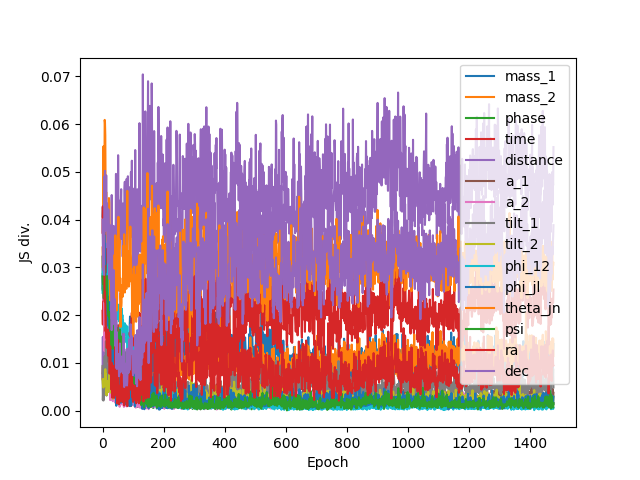 0.07
0.06
0.05
0.04
0.03
0.02
0.01
0.00
JS div.
0
200
400
600
800
1000
1200
1400
Epoch
mass_1
mass_2
phase
time
distance
a_1
a_2
tilt_1
tilt_2
phi_12
phi_jl
theta_jn
psi
ra
dec